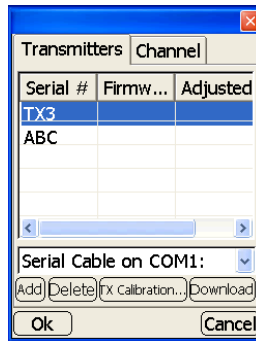 Transmitters Channel
Serial # Firmw... Adjusted
TX3
ABC
Serial Cable on COM1:
Add Delete TX Calibration... Download
Ok Cancel